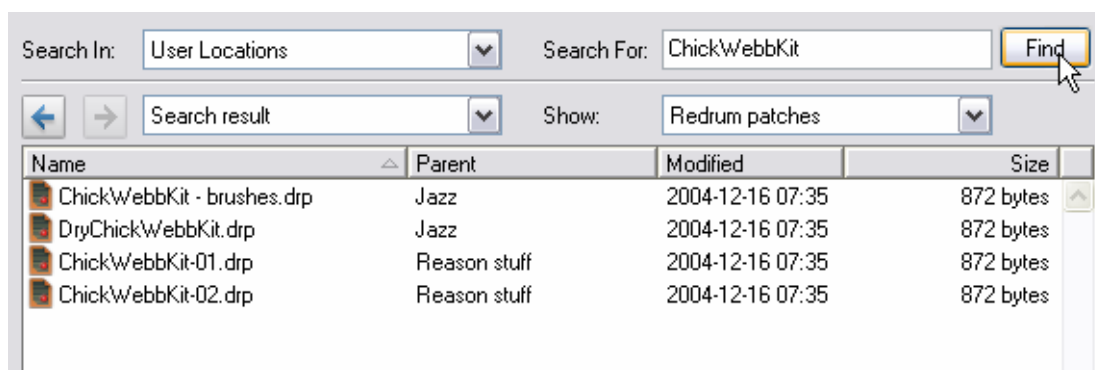 Search In: User Locations Search For: ChickWebbKit Find
Search result Show: Redrum patches
Name Parent Modified Size
ChickWebbKit - brushes.drp Jazz 2004-12-16 07:35 872 bytes
DryChickWebbKit.drp Jazz 2004-12-16 07:35 872 bytes
ChickWebbKit-01.drp Reason stuff 2004-12-16 07:35 872 bytes
ChickWebbKit-02.drp Reason stuff 2004-12-16 07:35 872 bytes